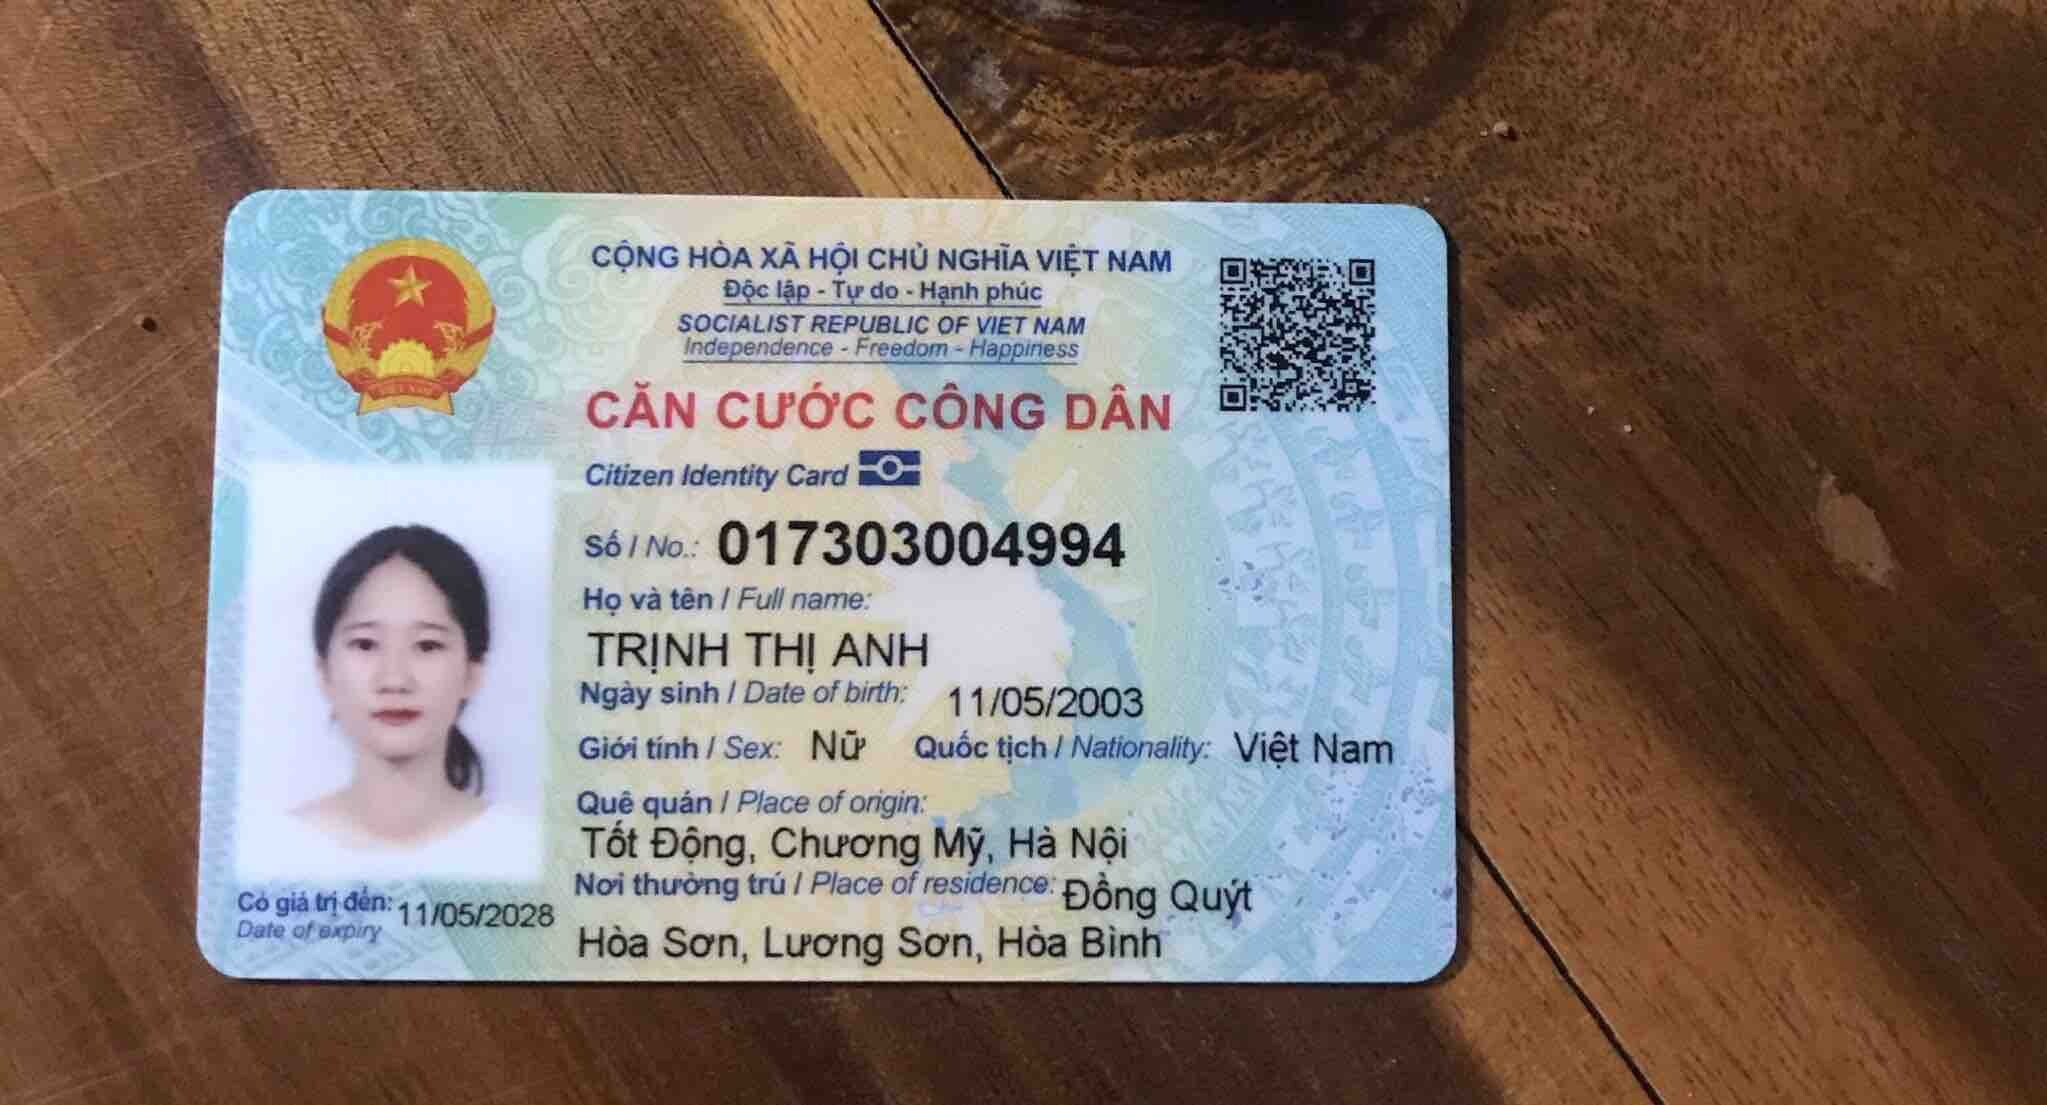 CỘNG HÒA XÃ HỘI CHỦ NGHĨA VIỆT NAM
Độc lập - Tự do - Hạnh phúc
SOCIALIST REPUBLIC OF VIET NAM
Independence - Freedom - Happiness
CĂN CƯỚC CÔNG DÂN
Citizen Identity Card
Số / No.: 017303004994
Họ và tên / Full name:
TRỊNH THỊ ANH
Ngày sinh / Date of birth: 11/05/2003
Giới tính / Sex: Nữ Quốc tịch / Nationality: Việt Nam
Quê quán / Place of origin:
Tốt Động, Chương Mỹ, Hà Nội
Nơi thường trú / Place of residence: Đồng Quýt
Hòa Sơn, Lương Sơn, Hòa Bình
Có giá trị đến: 11/05/2028
Date of expiry